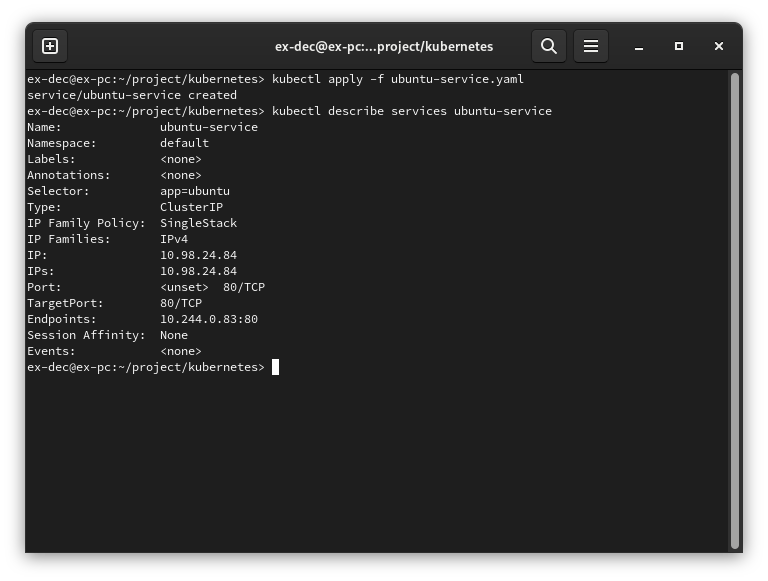 ex-dec@ex-pc:...project/kubernetes
ex-dec@ex-pc:~/project/kubernetes> kubectl apply -f ubuntu-service.yaml
service/ubuntu-service created
ex-dec@ex-pc:~/project/kubernetes> kubectl describe services ubuntu-service
Name:              ubuntu-service
Namespace:         default
Labels:            <none>
Annotations:       <none>
Selector:          app=ubuntu
Type:              ClusterIP
IP Family Policy:  SingleStack
IP Families:       IPv4
IP:                10.98.24.84
IPs:               10.98.24.84
Port:              <unset>  80/TCP
TargetPort:        80/TCP
Endpoints:         10.244.0.83:80
Session Affinity:  None
Events:            <none>
ex-dec@ex-pc:~/project/kubernetes>